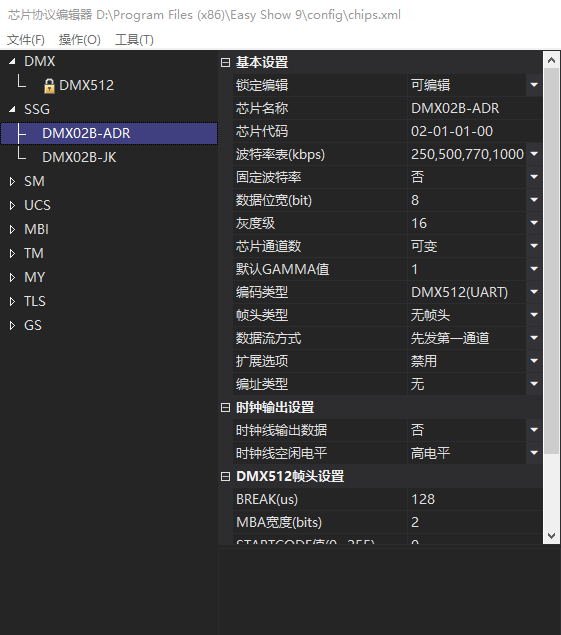 芯片协议编辑器 D:\Program Files (x86)\Easy Show 9\config\chips.xml
文件(F) 操作(O) 工具(T)
DMX
DMX512
SSG
DMX02B-ADR
DMX02B-JK
SM
UCS
MBI
TM
MY
TLS
GS
基本设置
锁定编辑 可编辑
芯片名称 DMX02B-ADR
芯片代码 02-01-01-00
波特率表(kbps) 250,500,770,1000
固定波特率 否
数据位宽(bit) 8
灰度级 16
芯片通道数 可变
默认GAMMA值 1
编码类型 DMX512(UART)
帧头类型 无帧头
数据流方式 先发第一通道
扩展选项 禁用
编址类型 无
时钟输出设置
时钟线输出数据 否
时钟线空闲电平 高电平
DMX512帧头设置
BREAK(us) 128
MBA宽度(bits) 2
STARTCODE值(0~255) 0